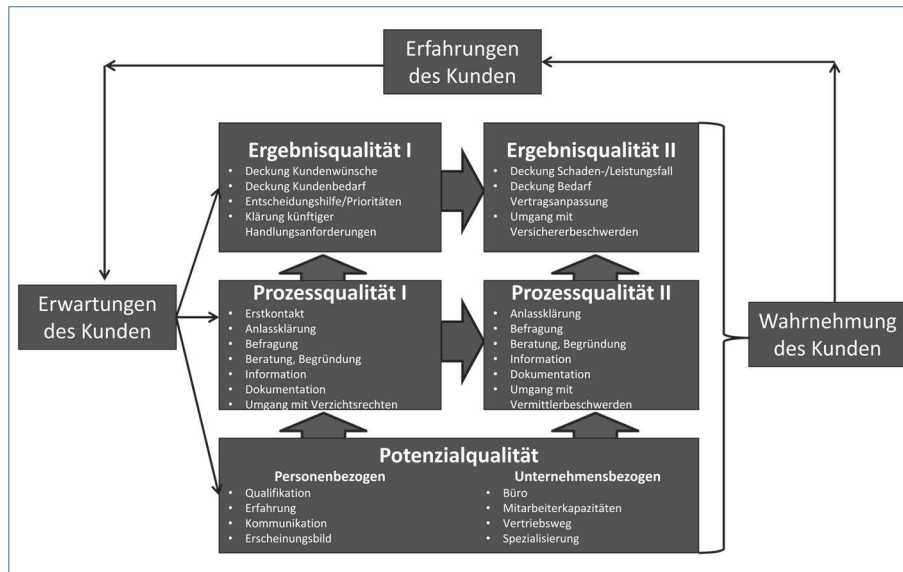 Erfahrungen
des Kunden
Ergebnisqualität I
• Deckung Kundenwünsche
• Deckung Kundenbedarf
• Entscheidungshilfe/Prioritäten
• Klärung künftiger
Handlungsanforderungen
Ergebnisqualität II
• Deckung Schaden-/Leistungsfall
• Deckung Bedarf
Vertragsanpassung
• Umgang mit
Versichererbeschwerden
Erwartungen
des Kunden
Prozessqualität I
• Erstkontakt
• Anlassklärung
• Befragung
• Beratung, Begründung
• Information
• Dokumentation
• Umgang mit Verzichtsrechten
Prozessqualität II
• Anlassklärung
• Befragung
• Beratung, Begründung
• Information
• Dokumentation
• Umgang mit
Vermittlerbeschwerden
Wahrnehmung
des Kunden
Potenzialqualität
Personenbezogen
• Qualifikation
• Erfahrung
• Kommunikation
• Erscheinungsbild
Unternehmensbezogen
• Büro
• Mitarbeiterkapazitäten
• Vertriebsweg
• Spezialisierung